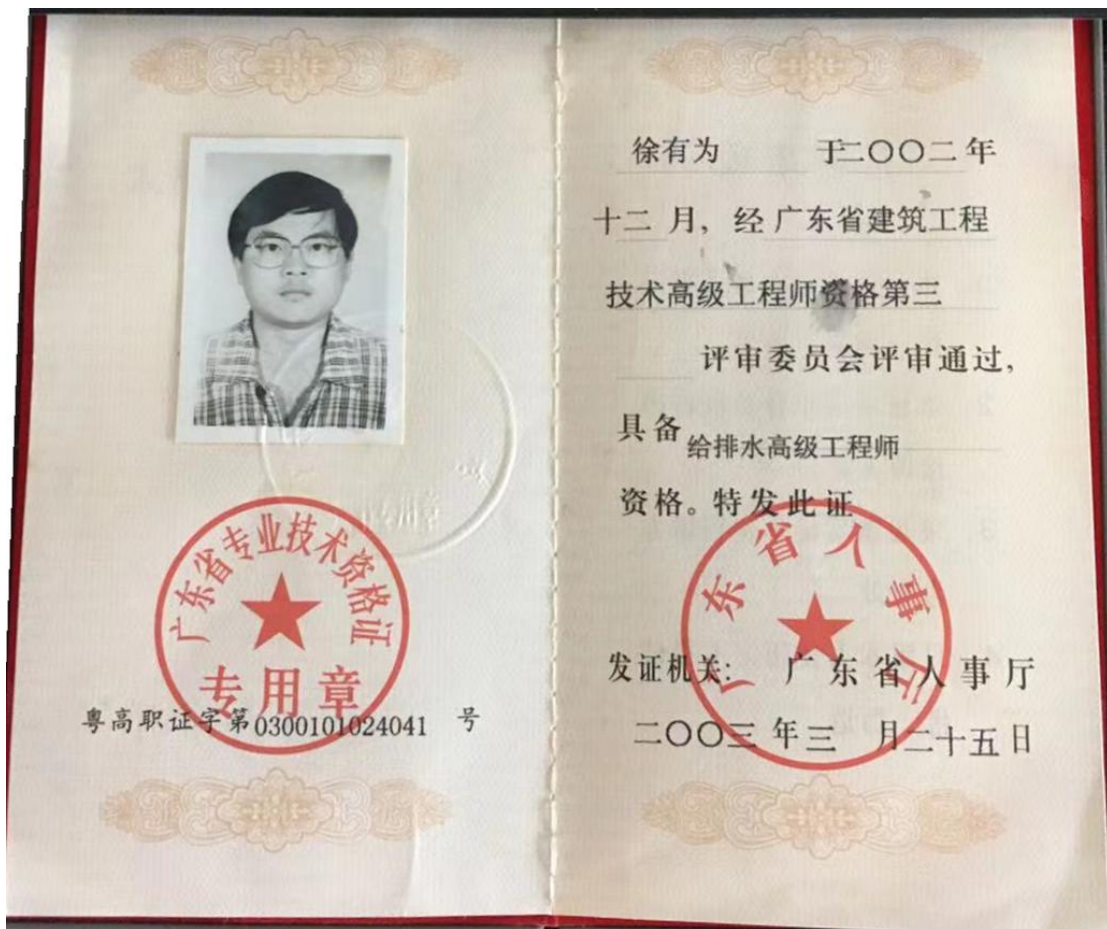 广东省专业技术资格证
专用章
粤高职证字第0300101024041 号
徐有为 于二〇〇二年
十二月，经广东省建筑工程
技术高级工程师资格第三
评审委员会评审通过，
具备给排水高级工程师
资格。特发此证
广东省人事厅
发证机关：广东省人事厅
二〇〇三年三月二十五日